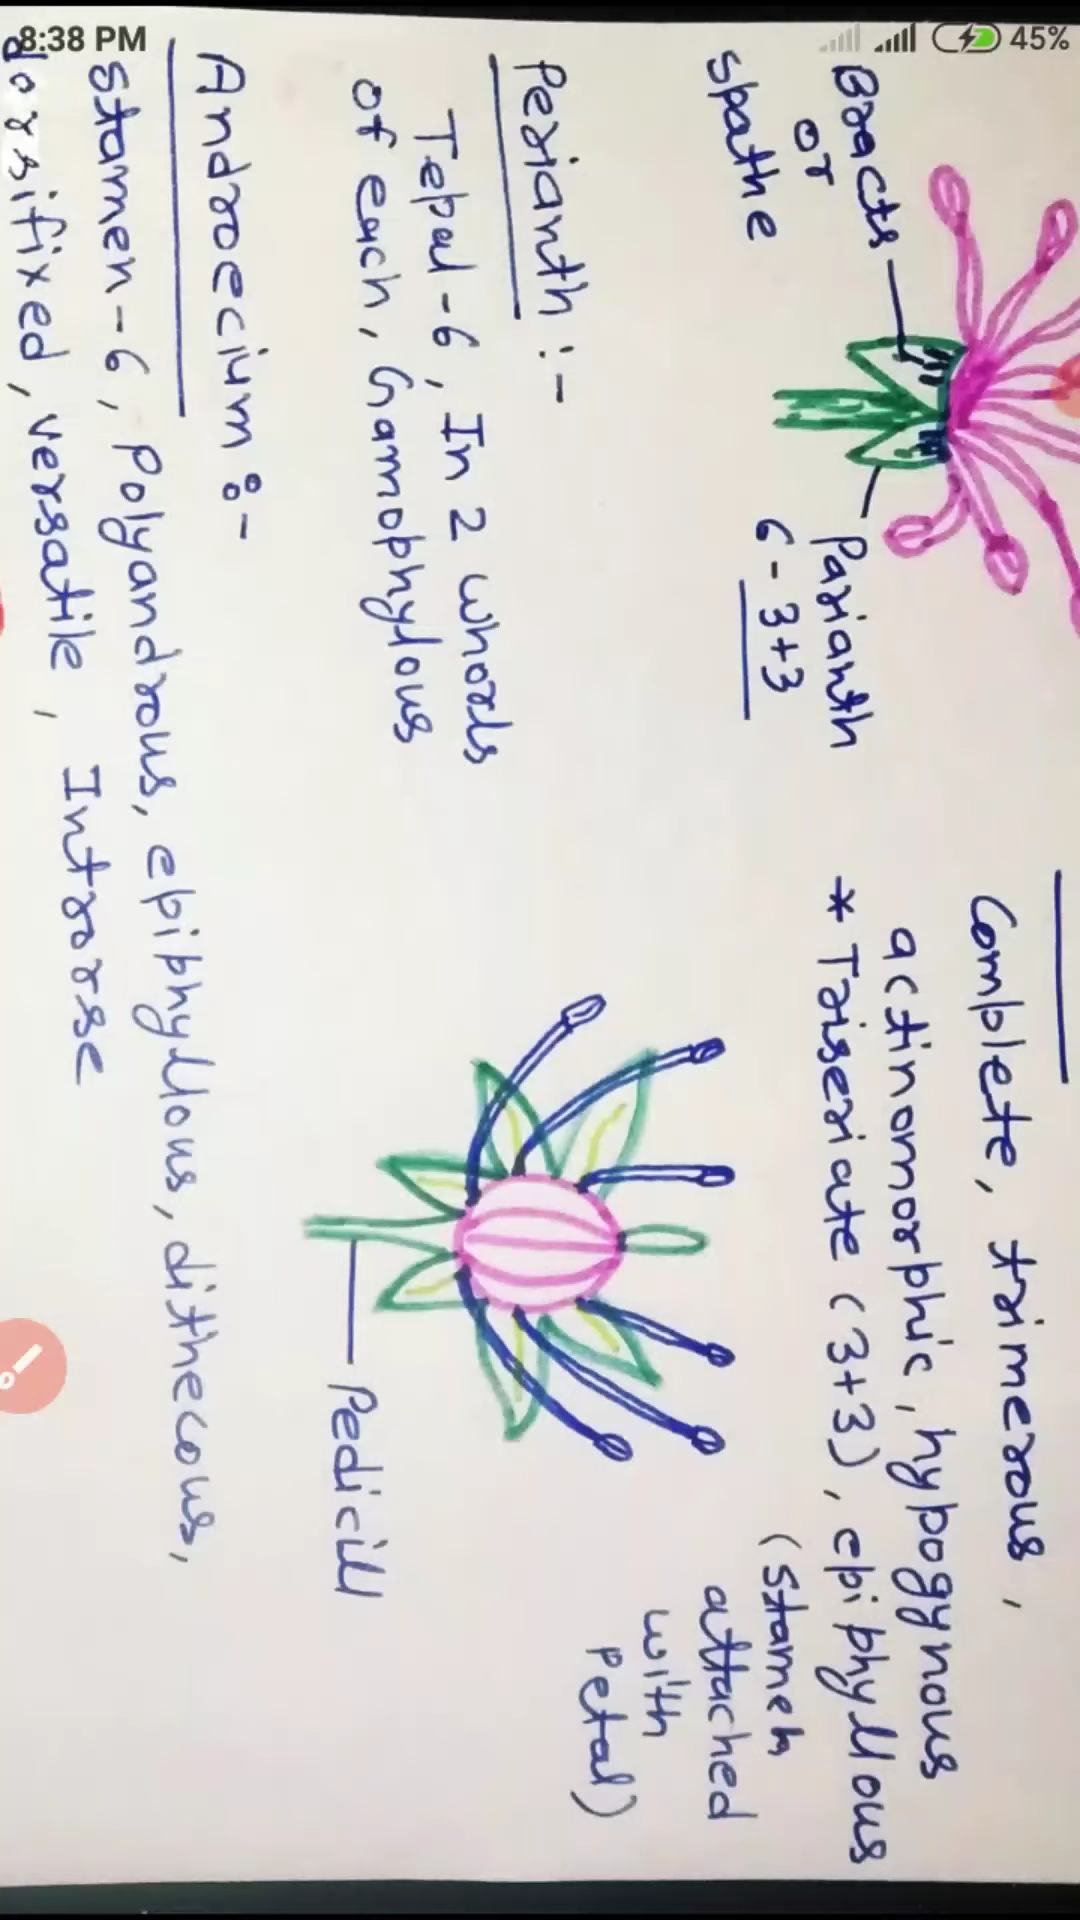 8:38 PM
45%
Bracts
or
spathe
Parianth
6-3+3
Complete, trimerous,
actinomorphic, hypogynous
* Triseriate (3+3), epiphyllous
(stamen
attached
with
Petal)
Perianth :-
Tepal-6, In 2 whorls
of each, Gamophylous
Pedicill
Androecium :-
Stamen-6, Polyandrous, epiphyllous, dithecous,
dorsifixed, versatile, Introrse